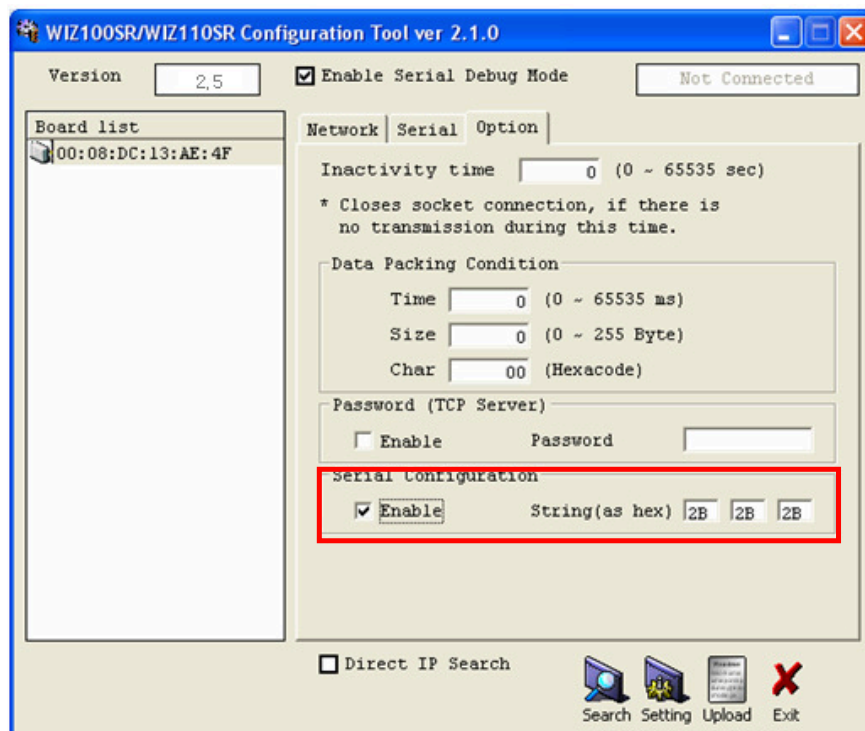 WIZ100SR/WIZ110SR Configuration Tool ver 2.1.0
Version 2,5 Enable Serial Debug Mode Not Connected
Board list
00:08:DC:13:AE:4F
Network Serial Option
Inactivity time 0 (0 ~ 65535 sec)
* Closes socket connection, if there is
no transmission during this time.
Data Packing Condition
Time 0 (0 ~ 65535 ms)
Size 0 (0 ~ 255 Byte)
Char 00 (Hexacode)
Password (TCP Server)
Enable Password
Serial Configuration
Enable String(as hex) 2B 2B 2B
Direct IP Search
Search Setting Upload Exit